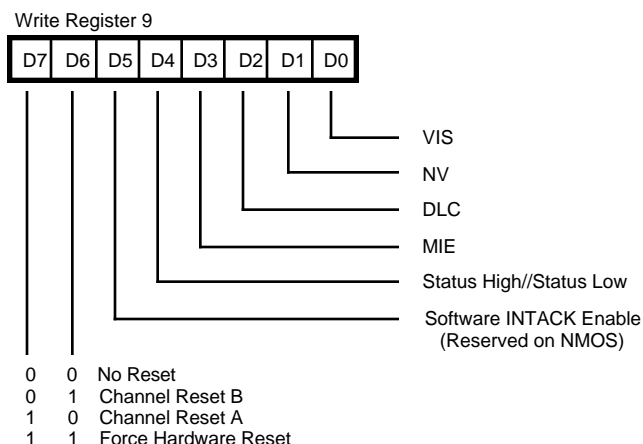 Write Register 9
D7 D6 D5 D4 D3 D2 D1 D0
VIS
NV
DLC
MIE
Status High//Status Low
Software INTACK Enable
(Reserved on NMOS)
0 0 No Reset
0 1 Channel Reset B
1 0 Channel Reset A
1 1 Force Hardware Reset